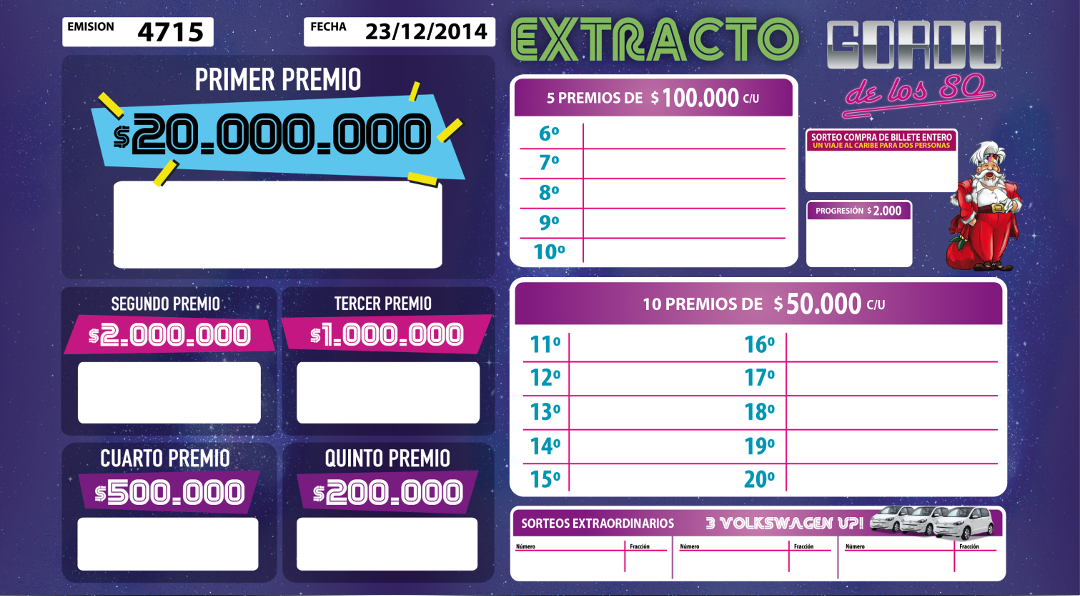 EMISION 4715
FECHA 23/12/2014
PRIMER PREMIO
$20.000.000
SEGUNDO PREMIO
$2.000.000
TERCER PREMIO
$1.000.000
CUARTO PREMIO
$500.000
QUINTO PREMIO
$200.000
EXTRACTO
GORDO
de los 80
5 PREMIOS DE $100.000 C/U
6º
7º
8º
9º
10º
SORTEO COMPRA DE BILLETE ENTERO
UN VIAJE AL CARIBE PARA DOS PERSONAS
PROGRESIÓN $2.000
10 PREMIOS DE $50.000 C/U
11º 16º
12º 17º
13º 18º
14º 19º
15º 20º
SORTEOS EXTRAORDINARIOS 3 VOLKSWAGEN UP!
Número Fracción Número Fracción Número Fracción